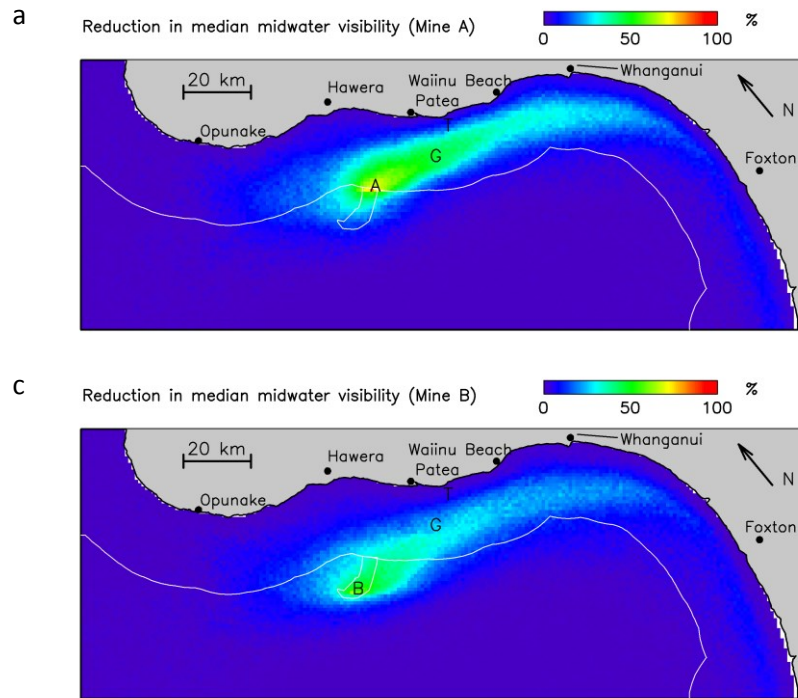 a
Reduction in median midwater visibility (Mine A)
%
0 50 100
20 km
Hawera
Waiinu Beach
Patea
Whanganui
Opunake
T
G
A
N
Foxton
c
Reduction in median midwater visibility (Mine B)
%
0 50 100
20 km
Hawera
Waiinu Beach
Patea
Whanganui
Opunake
T
G
B
N
Foxton